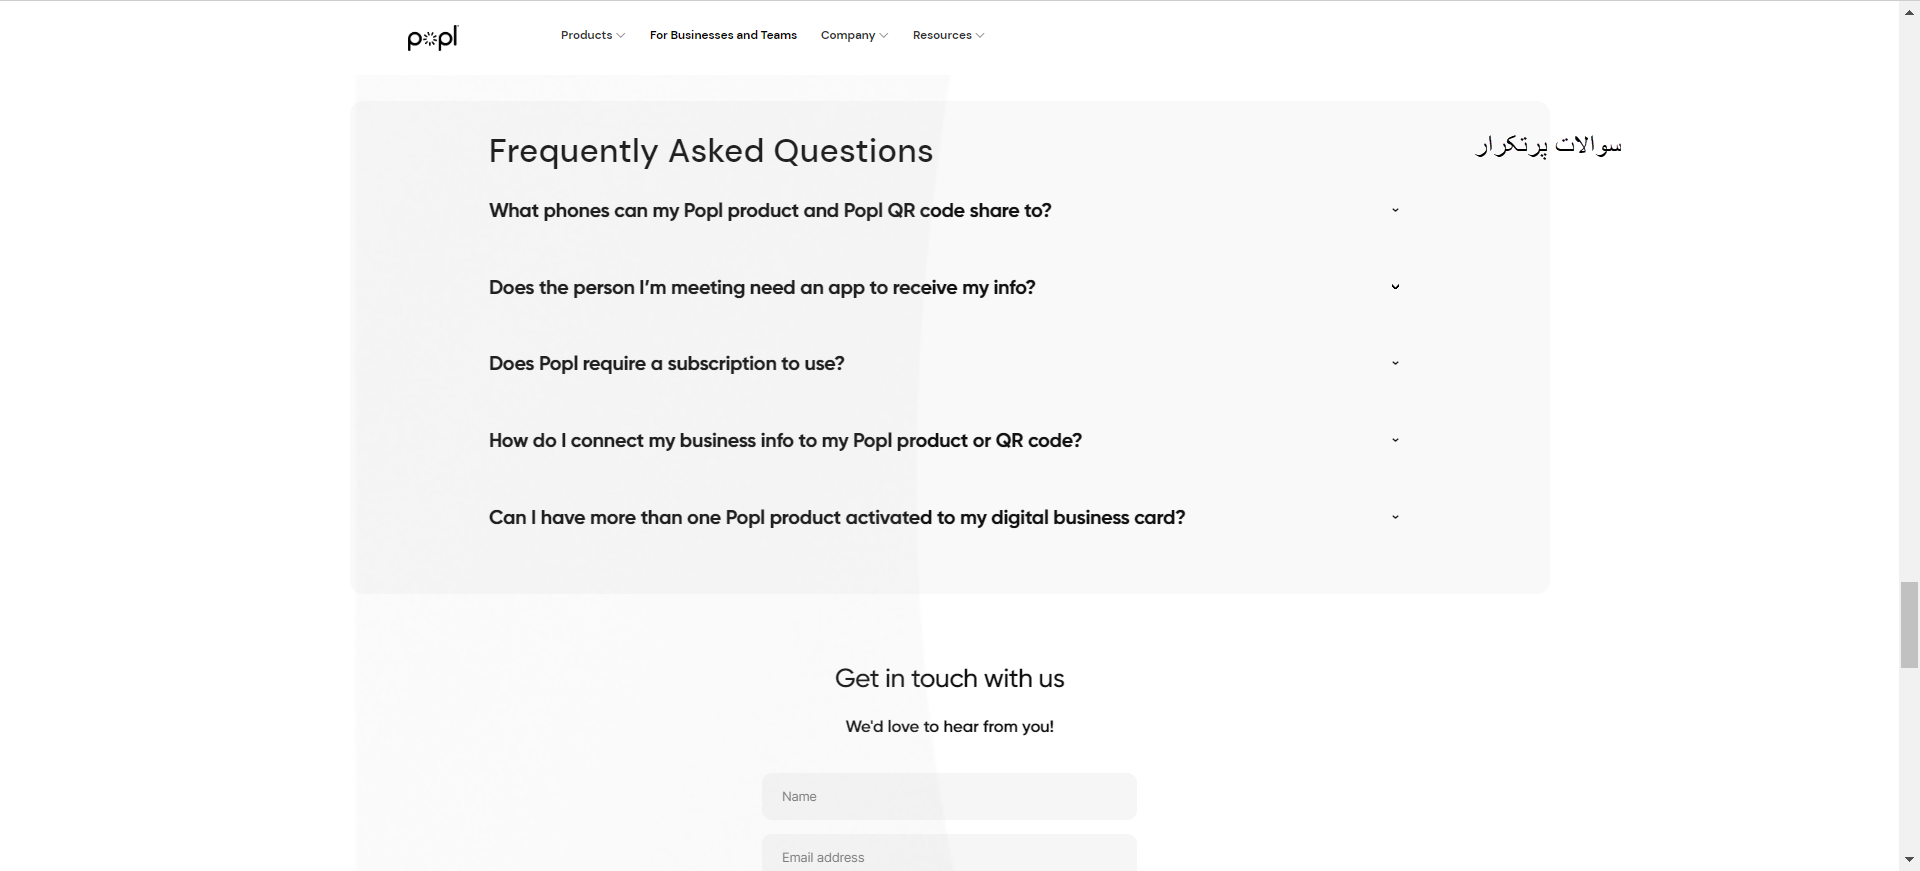 popl
Products
For Businesses and Teams
Company
Resources
Frequently Asked Questions
سوالات پرتکرار
What phones can my Popl product and Popl QR code share to?
Does the person I’m meeting need an app to receive my info?
Does Popl require a subscription to use?
How do I connect my business info to my Popl product or QR code?
Can I have more than one Popl product activated to my digital business card?
Get in touch with us
We'd love to hear from you!
Name
Email address